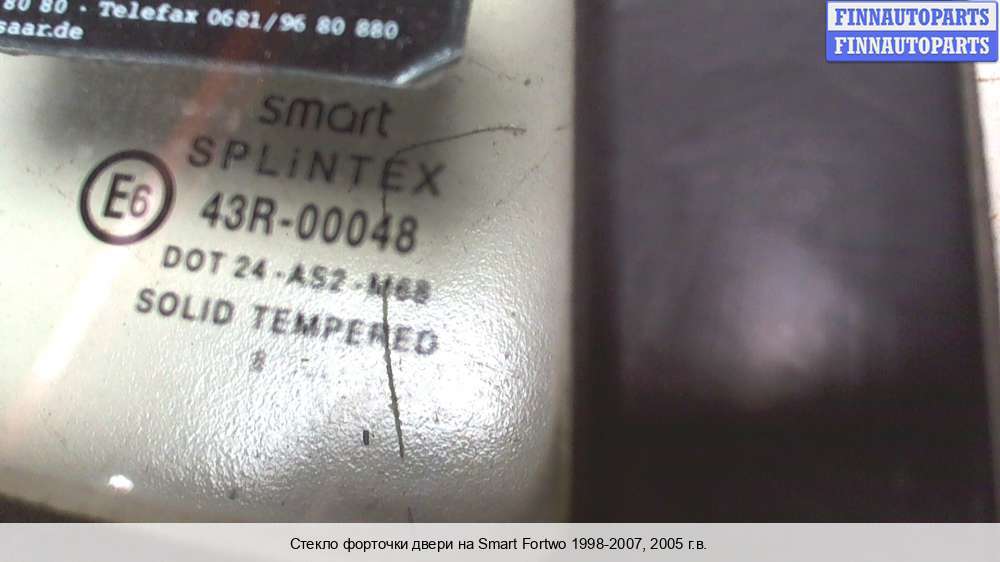 80 80 · Telefax 0681/96 80 880
saar.de
FINNAUTOPARTS
FINNAUTOPARTS
smart
SPLiNTEX
E6
43R-00048
DOT 24-AS2-M68
SOLID TEMPERED
Стекло форточки двери на Smart Fortwo 1998-2007, 2005 г.в.